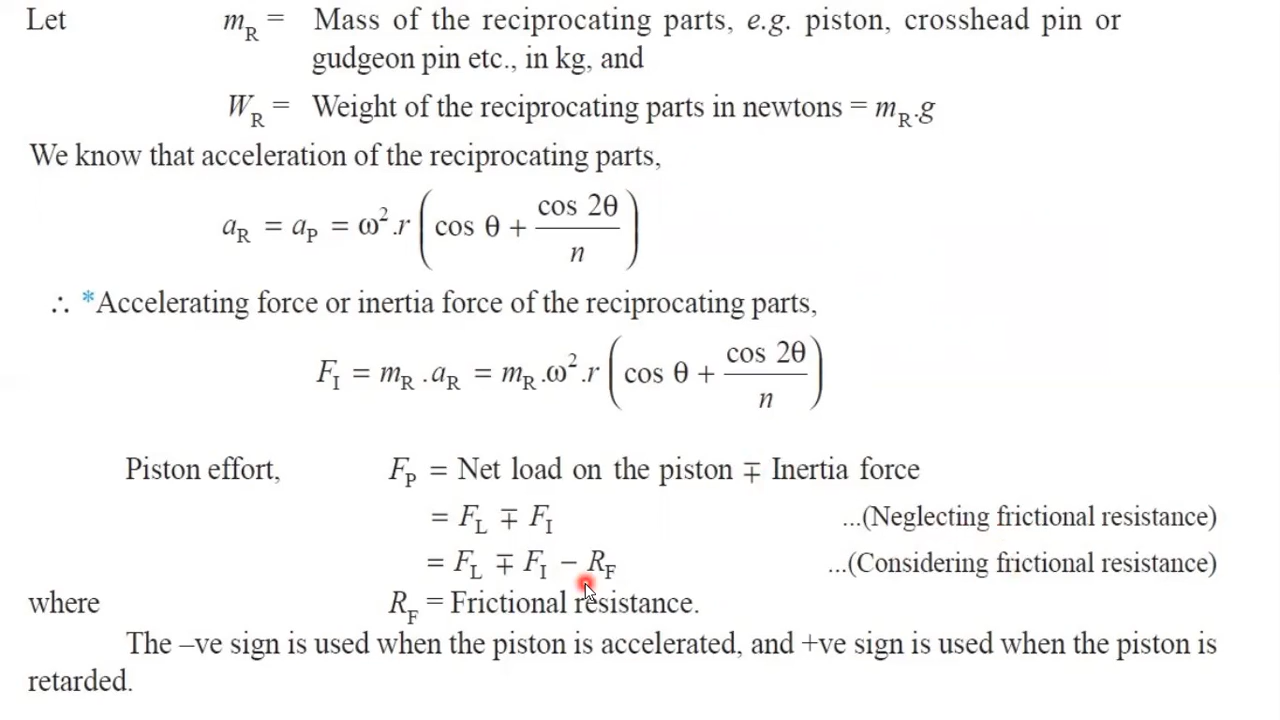 Let m_R = Mass of the reciprocating parts, e.g. piston, crosshead pin or
gudgeon pin etc., in kg, and
W_R = Weight of the reciprocating parts in newtons = m_R.g
We know that acceleration of the reciprocating parts,
a_R = a_P = ω².r (cos θ + cos 2θ / n)
∴ *Accelerating force or inertia force of the reciprocating parts,
F_I = m_R .a_R = m_R.ω².r (cos θ + cos 2θ / n)
Piston effort, F_P = Net load on the piston ∓ Inertia force
= F_L ∓ F_I ...(Neglecting frictional resistance)
= F_L ∓ F_I − R_F ...(Considering frictional resistance)
where R_F = Frictional resistance.
The –ve sign is used when the piston is accelerated, and +ve sign is used when the piston is
retarded.